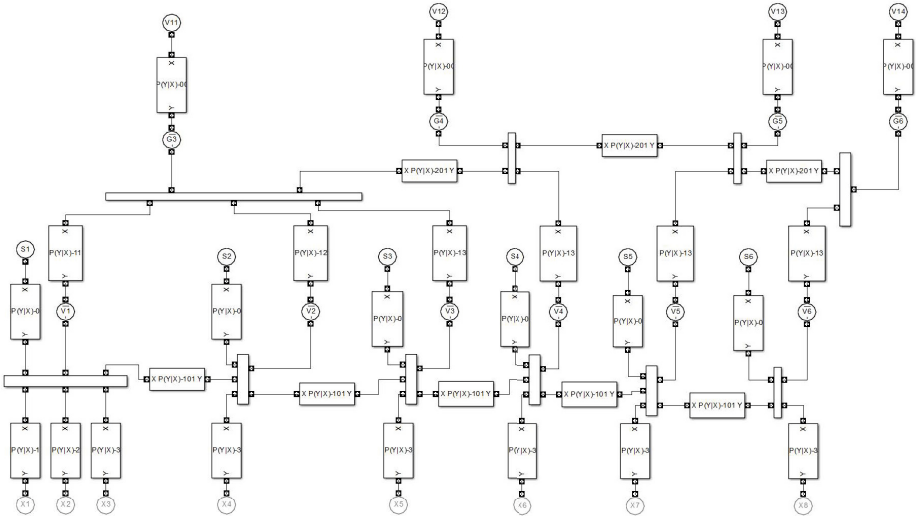 V11
V12
V13
V14
P(Y|X)-00
X
Y
P(Y|X)-00
X
Y
P(Y|X)-00
X
Y
P(Y|X)-00
X
Y
G3
G4
G5
G6
X P(Y|X)-201 Y
X P(Y|X)-201 Y
X P(Y|X)-201 Y
S1
S2
S3
S4
S5
S6
P(Y|X)-11
X
Y
P(Y|X)-12
X
Y
P(Y|X)-13
X
Y
P(Y|X)-13
X
Y
P(Y|X)-13
X
Y
P(Y|X)-13
X
Y
P(Y|X)-0
X
Y
P(Y|X)-0
X
Y
P(Y|X)-0
X
Y
P(Y|X)-0
X
Y
P(Y|X)-0
X
Y
P(Y|X)-0
X
Y
V1
V2
V3
V4
V5
V6
X P(Y|X)-101 Y
X P(Y|X)-101 Y
X P(Y|X)-101 Y
X P(Y|X)-101 Y
X P(Y|X)-101 Y
P(Y|X)-1
X
Y
P(Y|X)-2
X
Y
P(Y|X)-3
X
Y
P(Y|X)-3
X
Y
P(Y|X)-3
X
Y
P(Y|X)-3
X
Y
P(Y|X)-3
X
Y
P(Y|X)-3
X
Y
X1
X2
X3
X4
X5
X6
X7
X8